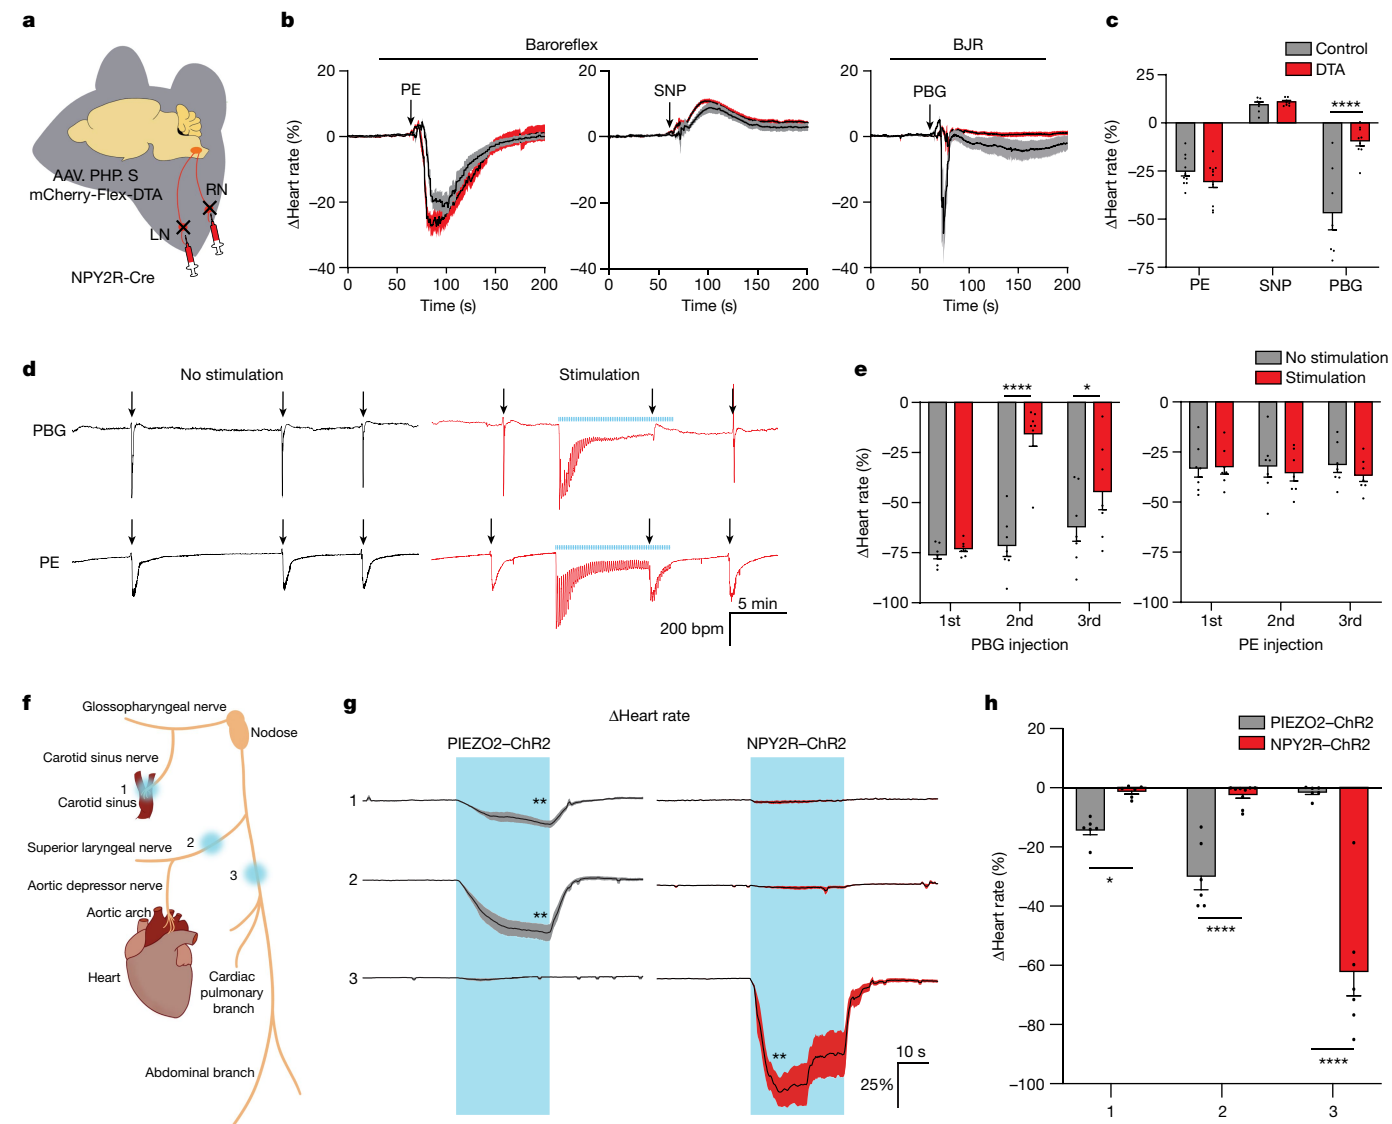 a
AAV. PHP. S
mCherry-Flex-DTA
RN
LN
NPY2R-Cre
b
Baroreflex
BJR
20
0
−20
−40
ΔHeart rate (%)
PE
0 50 100 150 200
Time (s)
20
0
−20
−40
SNP
0 50 100 150 200
Time (s)
20
0
−20
−40
ΔHeart rate (%)
PBG
0 50 100 150 200
Time (s)
c
Control
DTA
25
0
−25
−50
−75
ΔHeart rate (%)
****
PE SNP PBG
d
No stimulation
Stimulation
PBG
PE
5 min
200 bpm
e
No stimulation
Stimulation
0
−25
−50
−75
−100
ΔHeart rate (%)
****
*
1st 2nd 3rd
PBG injection
0
−25
−50
−75
−100
1st 2nd 3rd
PE injection
f
Glossopharyngeal nerve
Nodose
Carotid sinus nerve
1
Carotid sinus
2
Superior laryngeal nerve
3
Aortic depressor nerve
Aortic arch
Heart
Cardiac
pulmonary
branch
Abdominal branch
g
ΔHeart rate
PIEZO2–ChR2
NPY2R–ChR2
1
**
2
**
3
**
10 s
25%
h
PIEZO2–ChR2
NPY2R–ChR2
20
0
−20
−40
−60
−80
−100
ΔHeart rate (%)
*
****
****
1 2 3